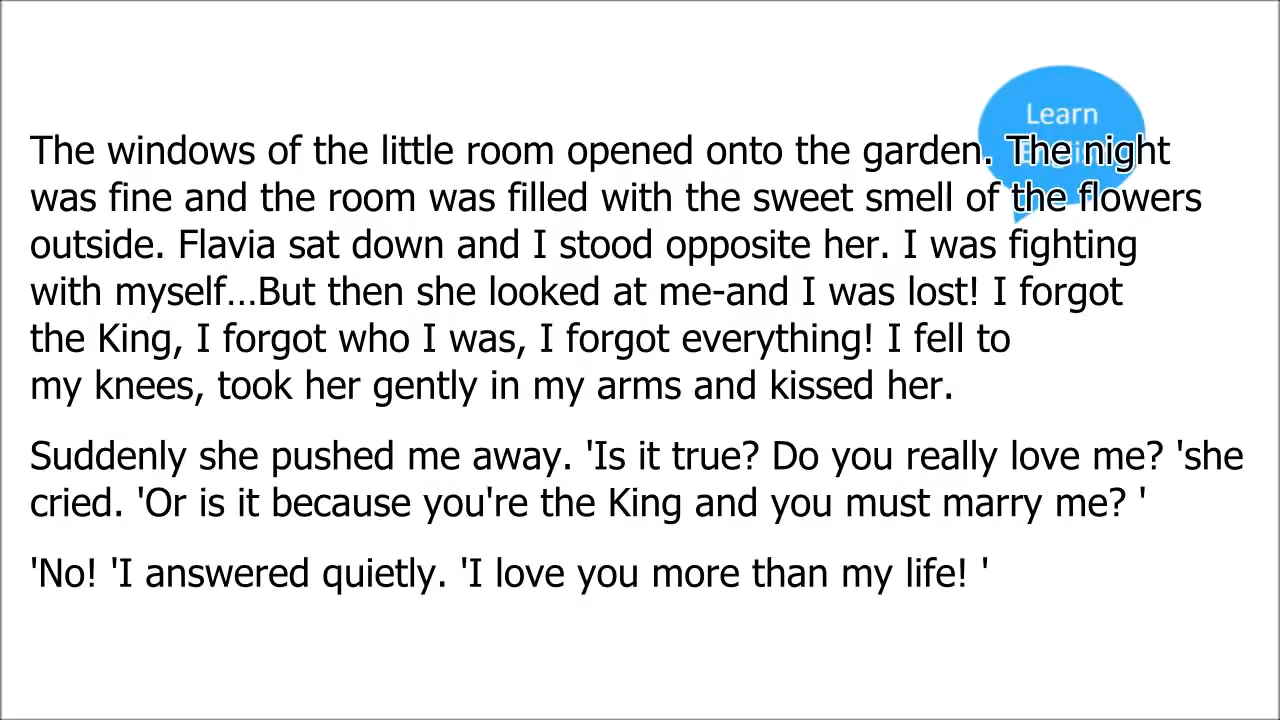 Learn
The windows of the little room opened onto the garden. The night
was fine and the room was filled with the sweet smell of the flowers
outside. Flavia sat down and I stood opposite her. I was fighting
with myself...But then she looked at me-and I was lost! I forgot
the King, I forgot who I was, I forgot everything! I fell to
my knees, took her gently in my arms and kissed her.
Suddenly she pushed me away. 'Is it true? Do you really love me? 'she
cried. 'Or is it because you're the King and you must marry me? '
'No! 'I answered quietly. 'I love you more than my life! '